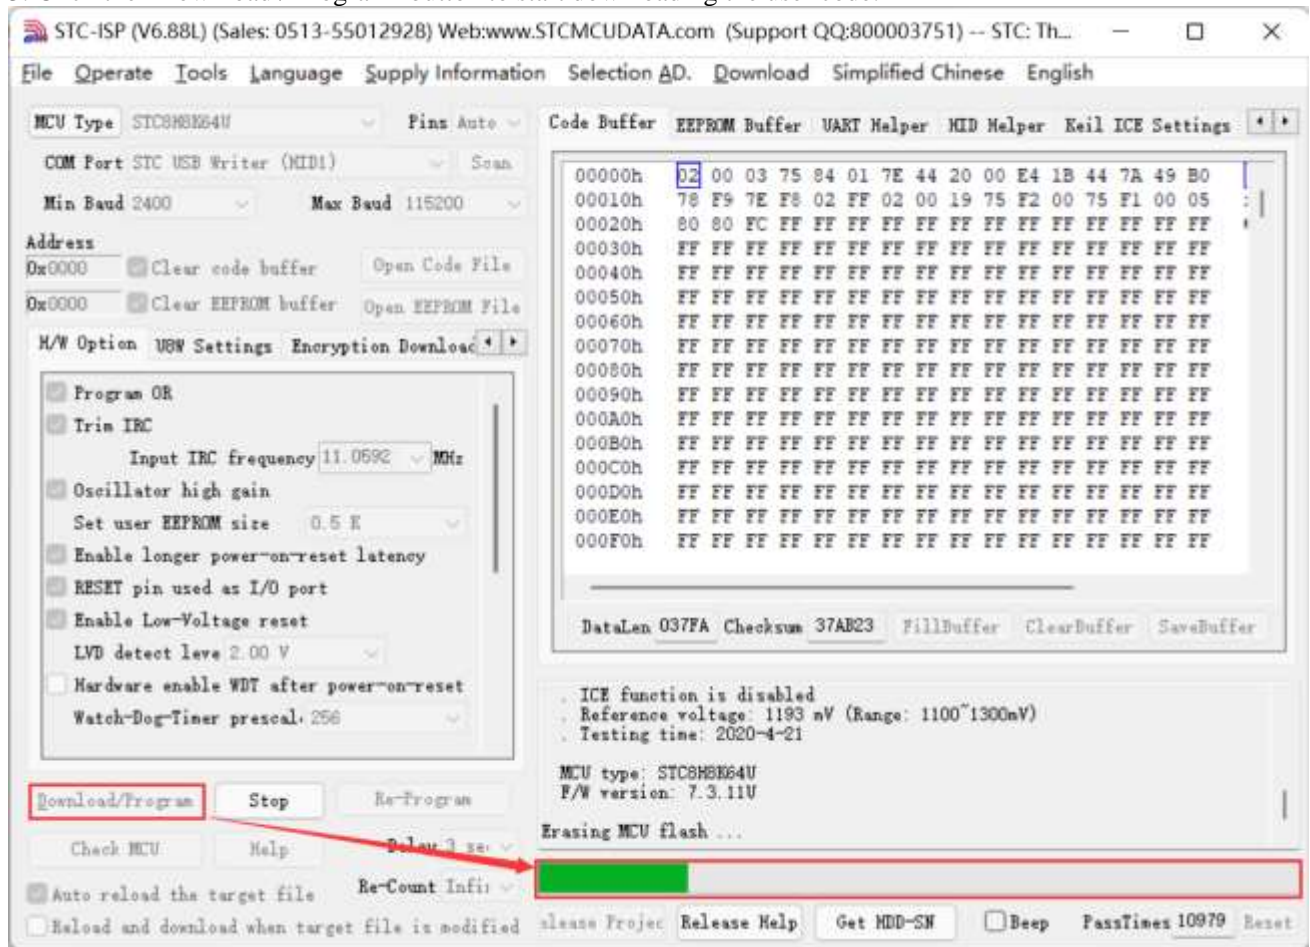 STC-ISP (V6.88L) (Sales: 0513-55012928) Web:www.STCMCUDATA.com (Support QQ:800003751) -- STC: Th...
File Operate Tools Language Supply Information Selection AD. Download Simplified Chinese English
MCU Type STC8H8K64U Pins Auto
COM Port STC USB Writer (HID1) Scan
Min Baud 2400 Max Baud 115200
Address
0x0000 Clear code buffer Open Code File
0x0000 Clear EEPROM buffer Open EEPROM File
H/W Option U8W Settings Encryption Download
Program OK
Trim IRC
Input IRC frequency 11.0592 MHz
Oscillator high gain
Set user EEPROM size 0.5 K
Enable longer power-on-reset latency
RESET pin used as I/O port
Enable Low-Voltage reset
LVD detect leve 2.00 V
Hardware enable WDT after power-on-reset
Watch-Dog-Timer prescal 256
Download/Program Stop Re-Program
Check MCU Help Delay 3 sec
Auto reload the target file Re-Count Infi
Reload and download when target file is modified
Code Buffer EEPROM Buffer UART Helper HID Helper Keil ICE Settings
00000h 02 00 03 75 84 01 7E 44 20 00 E4 1B 44 7A 49 B0
00010h 78 F9 7E F8 02 FF 02 00 19 75 F2 00 75 F1 00 05
00020h 80 80 FC FF FF FF FF FF FF FF FF FF FF FF FF FF
00030h FF FF FF FF FF FF FF FF FF FF FF FF FF FF FF FF
00040h FF FF FF FF FF FF FF FF FF FF FF FF FF FF FF FF
00050h FF FF FF FF FF FF FF FF FF FF FF FF FF FF FF FF
00060h FF FF FF FF FF FF FF FF FF FF FF FF FF FF FF FF
00070h FF FF FF FF FF FF FF FF FF FF FF FF FF FF FF FF
00080h FF FF FF FF FF FF FF FF FF FF FF FF FF FF FF FF
00090h FF FF FF FF FF FF FF FF FF FF FF FF FF FF FF FF
000A0h FF FF FF FF FF FF FF FF FF FF FF FF FF FF FF FF
000B0h FF FF FF FF FF FF FF FF FF FF FF FF FF FF FF FF
000C0h FF FF FF FF FF FF FF FF FF FF FF FF FF FF FF FF
000D0h FF FF FF FF FF FF FF FF FF FF FF FF FF FF FF FF
000E0h FF FF FF FF FF FF FF FF FF FF FF FF FF FF FF FF
000F0h FF FF FF FF FF FF FF FF FF FF FF FF FF FF FF FF
DataLen 037FA Checksum 37AB23 FillBuffer ClearBuffer SaveBuffer
. ICE function is disabled
. Reference voltage: 1193 mV (Range: 1100~1300mV)
. Testing time: 2020-4-21
MCU type: STC8H8K64U
F/W version: 7.3.11U
Erasing MCU flash ...
elease Projec Release Help Get HDD-SN Beep PassTimes 10979 Reset